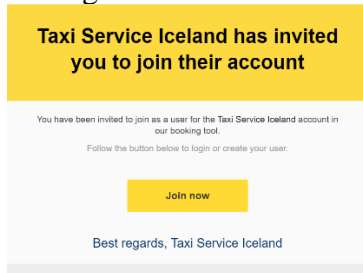 Taxi Service Iceland has invited
you to join their account
You have been invited to join as a user for the Taxi Service Iceland account in
our booking tool.
Follow the button below to login or create your user.
Join now
Best regards, Taxi Service Iceland